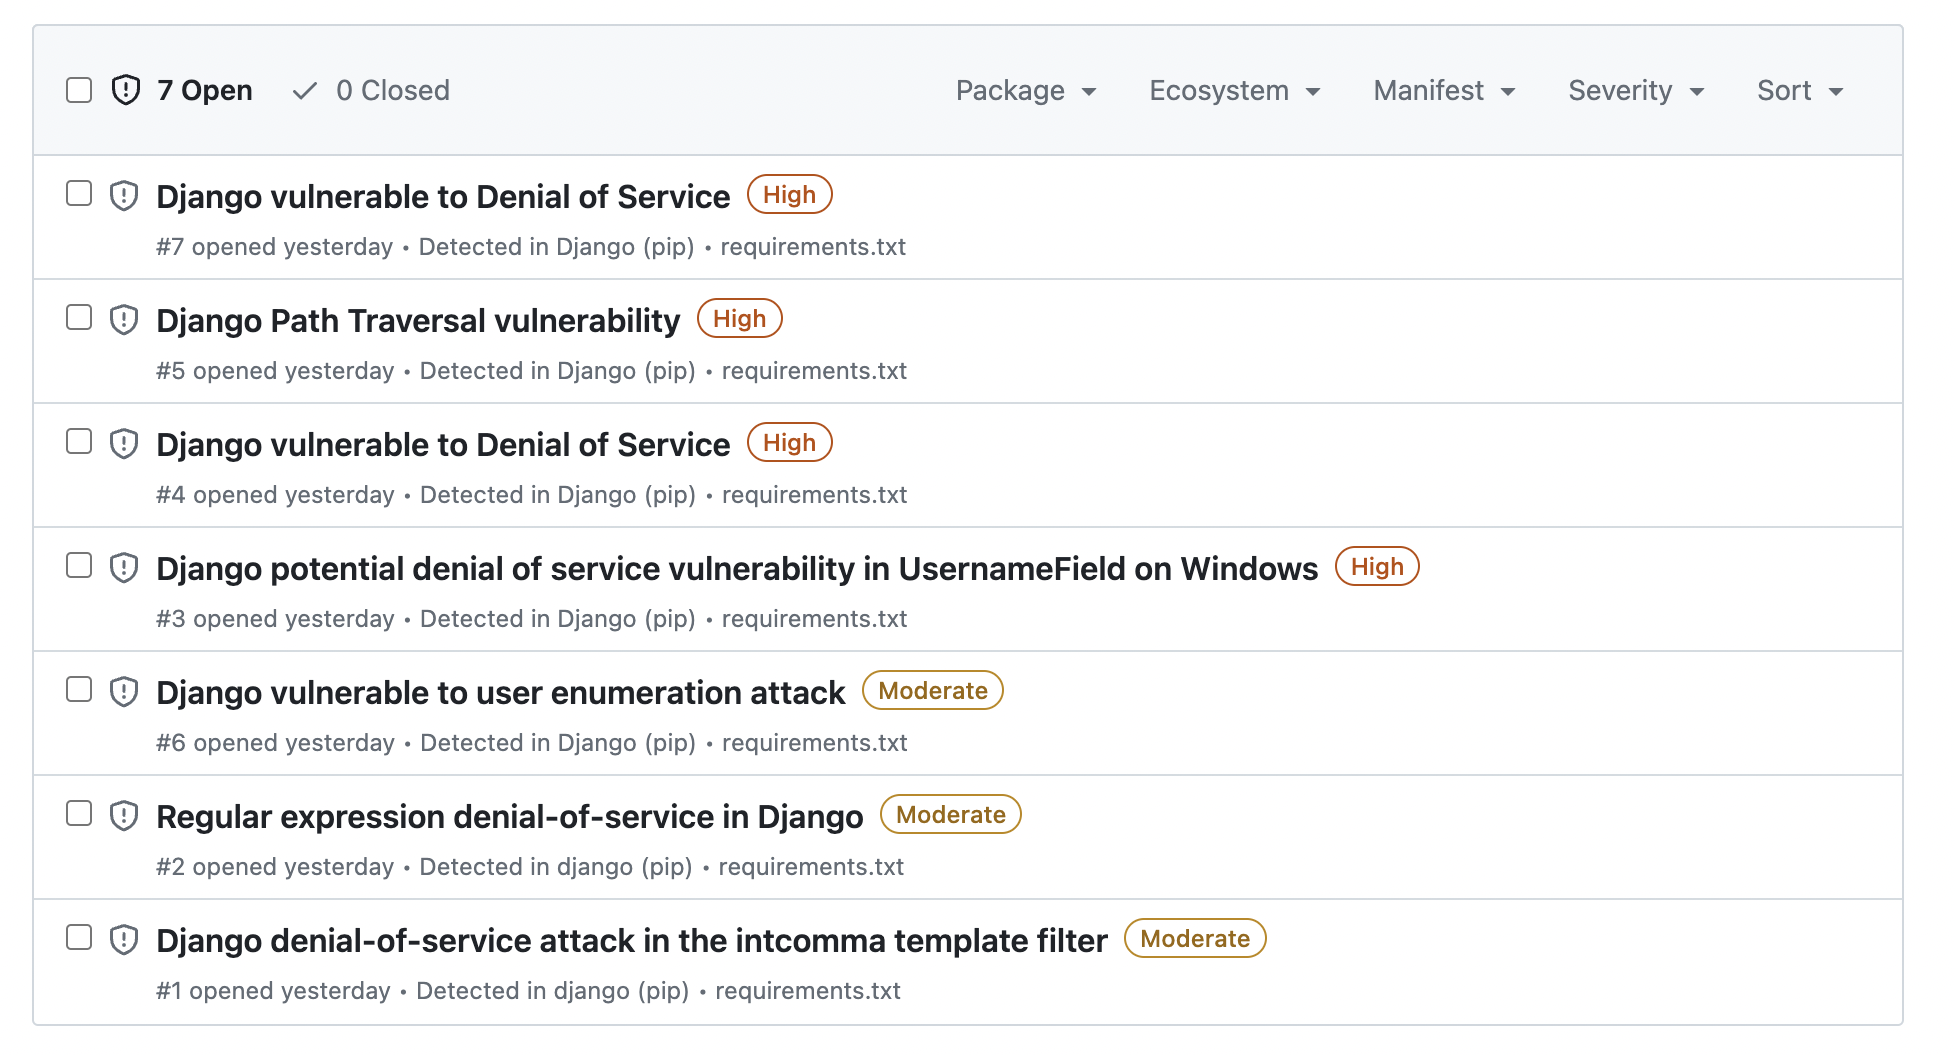 7 Open 0 Closed Package Ecosystem Manifest Severity Sort
Django vulnerable to Denial of Service High
#7 opened yesterday • Detected in Django (pip) • requirements.txt
Django Path Traversal vulnerability High
#5 opened yesterday • Detected in Django (pip) • requirements.txt
Django vulnerable to Denial of Service High
#4 opened yesterday • Detected in Django (pip) • requirements.txt
Django potential denial of service vulnerability in UsernameField on Windows High
#3 opened yesterday • Detected in Django (pip) • requirements.txt
Django vulnerable to user enumeration attack Moderate
#6 opened yesterday • Detected in Django (pip) • requirements.txt
Regular expression denial-of-service in Django Moderate
#2 opened yesterday • Detected in django (pip) • requirements.txt
Django denial-of-service attack in the intcomma template filter Moderate
#1 opened yesterday • Detected in django (pip) • requirements.txt